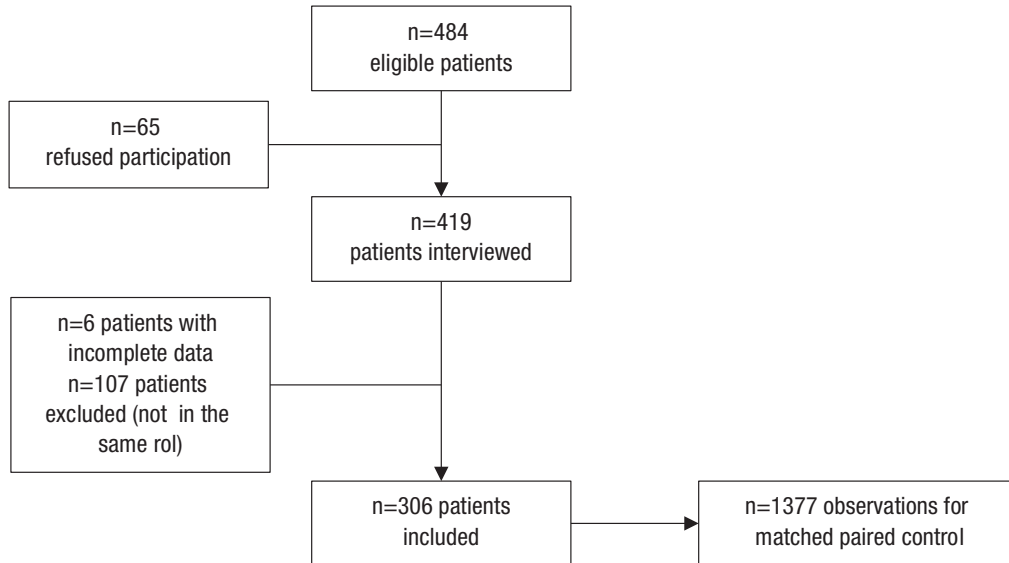 n=484
eligible patients
n=65
refused participation
n=419
patients interviewed
n=6 patients with
incomplete data
n=107 patients
excluded (not in the
same rol)
n=306 patients
included
n=1377 observations for
matched paired control